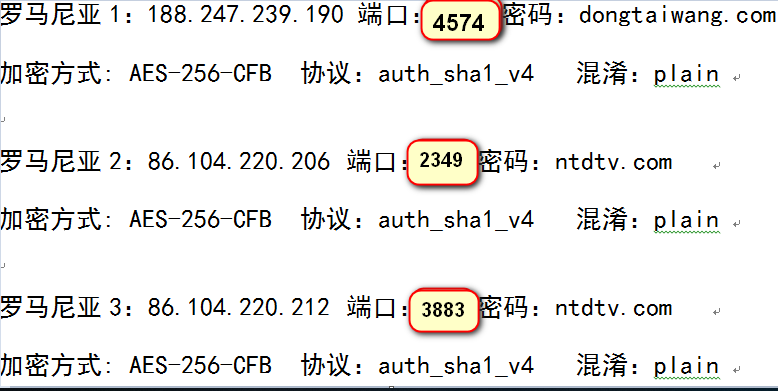 罗马尼亚 1：188.247.239.190 端口：4574 密码：dongtaiwang.com
加密方式: AES-256-CFB 协议：auth_sha1_v4 混淆：plain
罗马尼亚 2：86.104.220.206 端口：2349 密码：ntdtv.com
加密方式: AES-256-CFB 协议：auth_sha1_v4 混淆：plain
罗马尼亚 3：86.104.220.212 端口：3883 密码：ntdtv.com
加密方式: AES-256-CFB 协议：auth_sha1_v4 混淆：plain